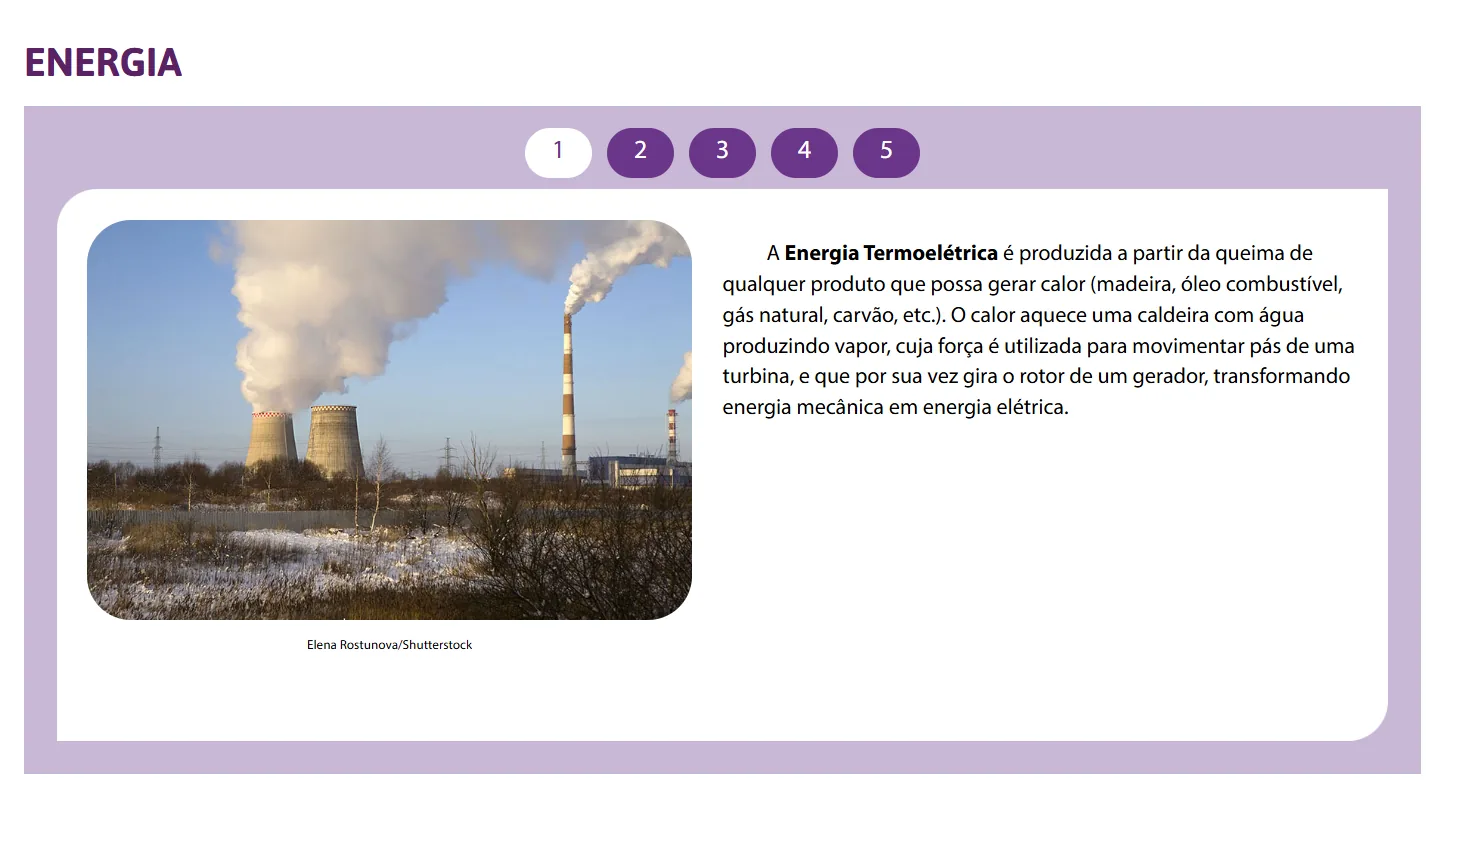 ENERGIA
1 2 3 4 5
A Energia Termoelétrica é produzida a partir da queima de
qualquer produto que possa gerar calor (madeira, óleo combustível,
gás natural, carvão, etc.). O calor aquece uma caldeira com água
produzindo vapor, cuja força é utilizada para movimentar pás de uma
turbina, e que por sua vez gira o rotor de um gerador, transformando
energia mecânica em energia elétrica.
Elena Rostunova/Shutterstock